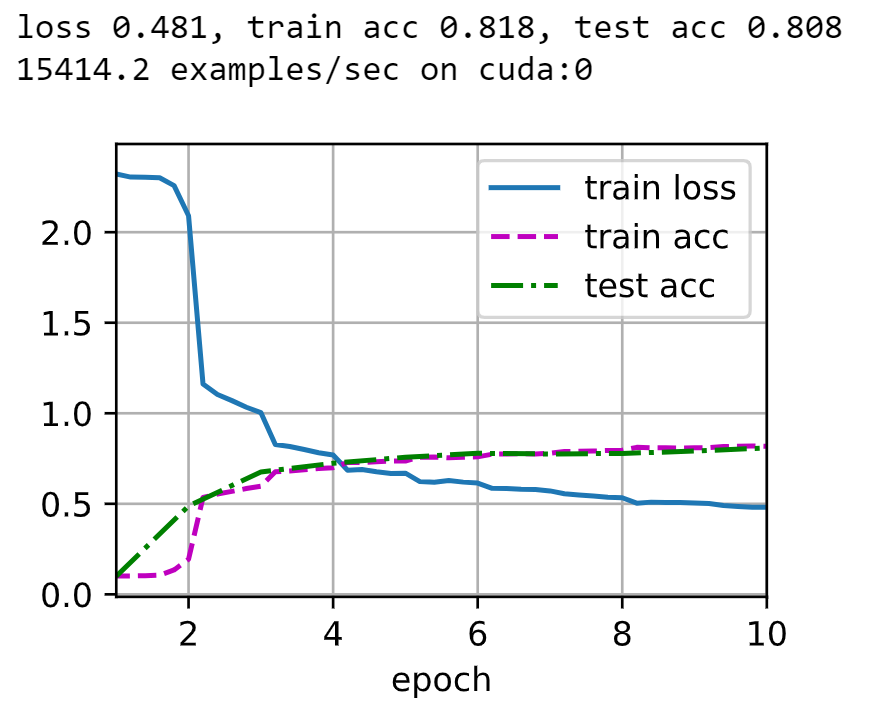 loss 0.481, train acc 0.818, test acc 0.808
15414.2 examples/sec on cuda:0
train loss
train acc
test acc
2.0
1.5
1.0
0.5
0.0
2 4 6 8 10
epoch